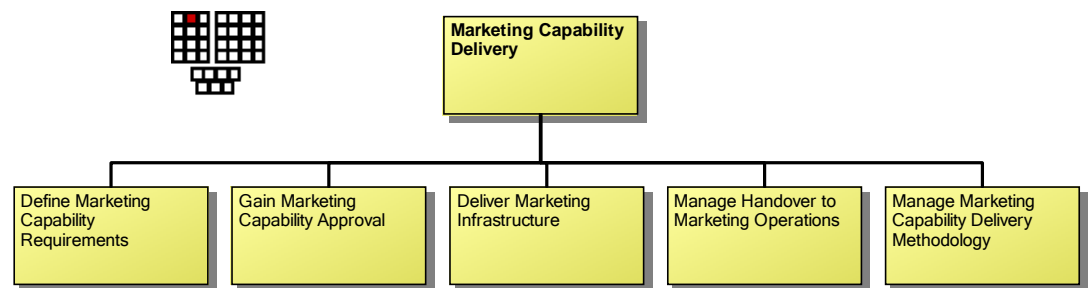 Marketing Capability
Delivery
Define Marketing
Capability
Requirements
Gain Marketing
Capability Approval
Deliver Marketing
Infrastructure
Manage Handover to
Marketing Operations
Manage Marketing
Capability Delivery
Methodology